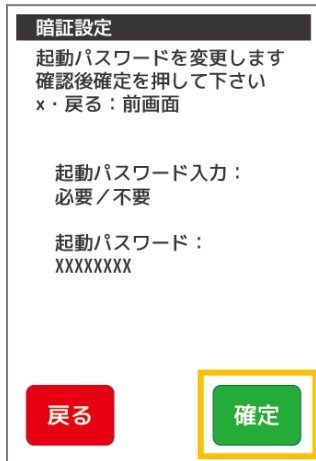 暗証設定
起動パスワードを変更します
確認後確定を押して下さい
x・戻る：前画面
起動パスワード入力：
必要／不要
起動パスワード：
XXXXXXXX
戻る
確定